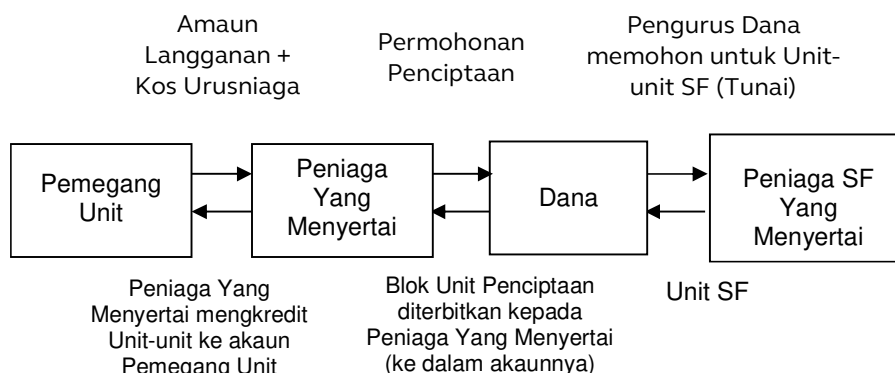 Amaun
Langganan +
Kos Urusniaga
Permohonan
Penciptaan
Pengurus Dana
memohon untuk Unit-
unit SF (Tunai)
Pemegang
Unit
Peniaga
Yang
Menyertai
Dana
Peniaga SF
Yang
Menyertai
Peniaga Yang
Menyertai mengkredit
Unit-unit ke akaun
Pemegang Unit
Blok Unit Penciptaan
diterbitkan kepada
Peniaga Yang Menyertai
(ke dalam akaunnya)
Unit SF